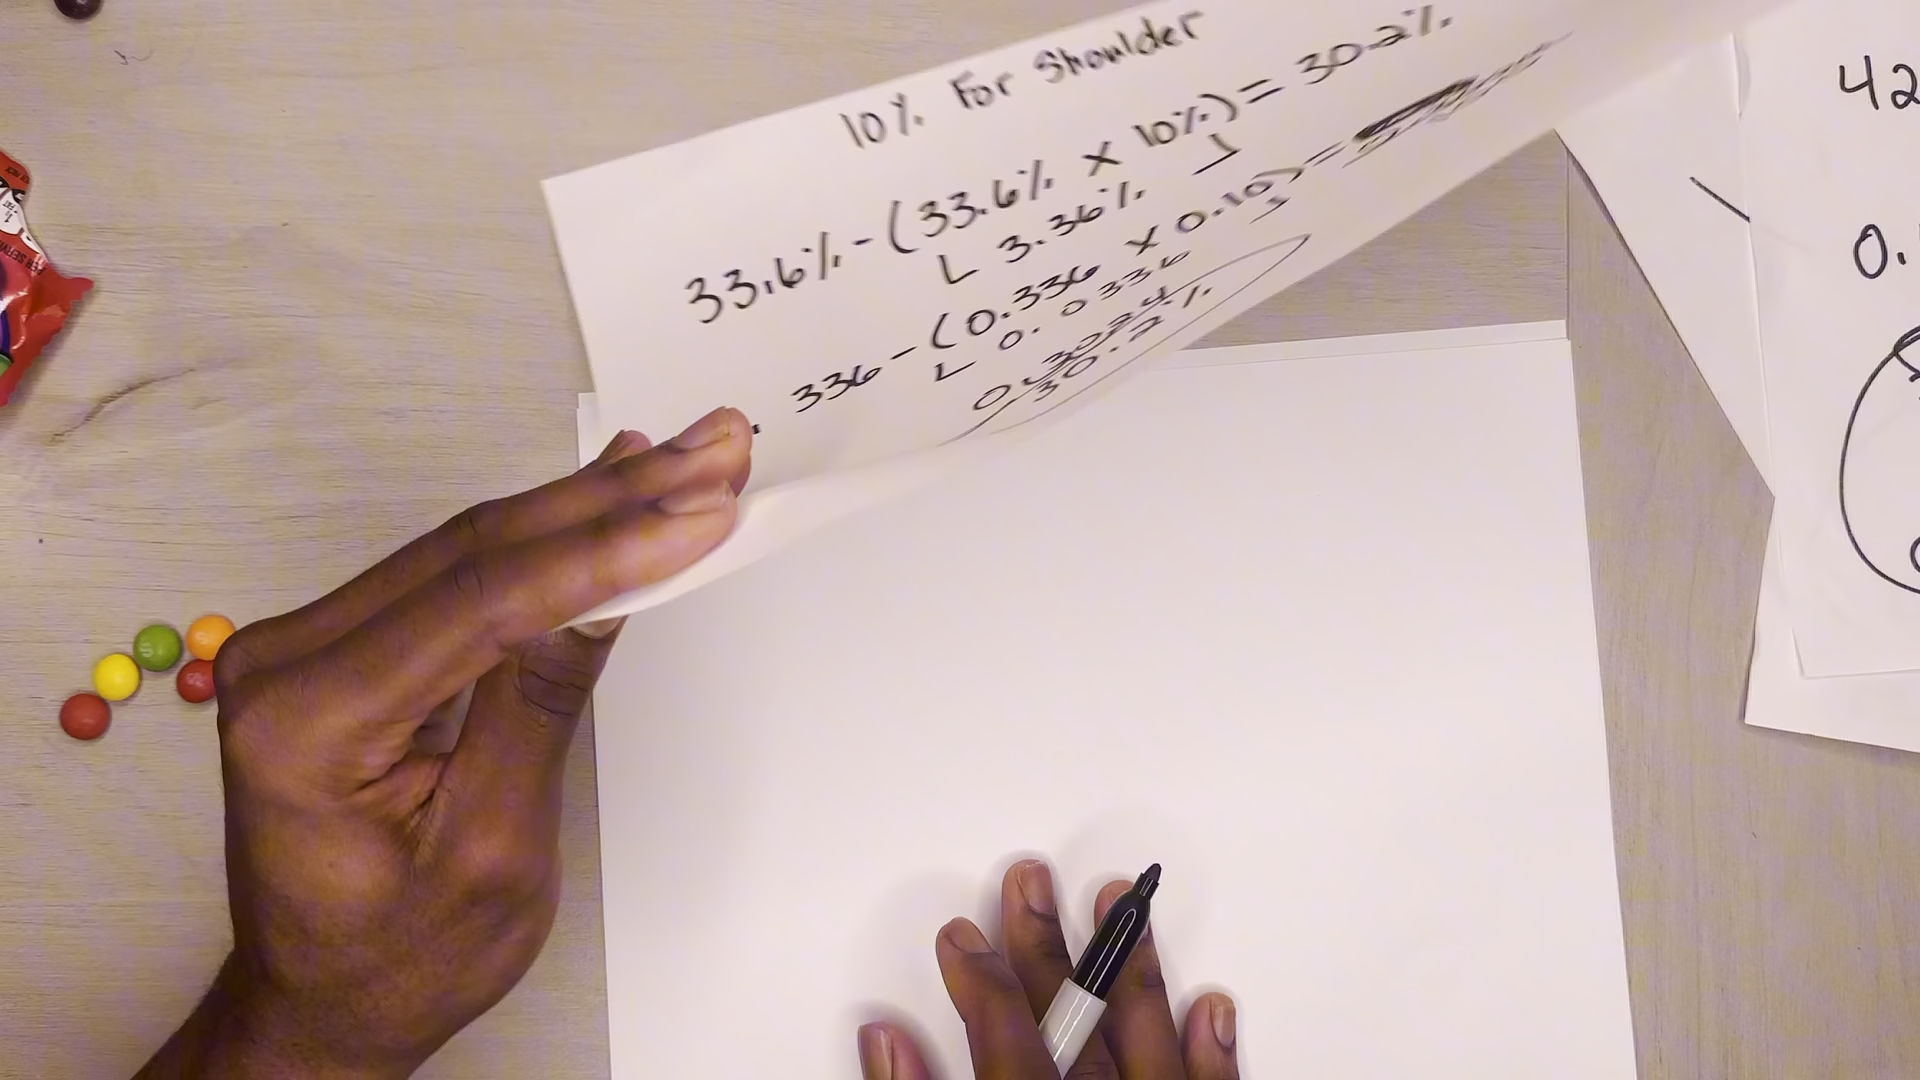 10% For Shoulder
33.6% - (33.6% x 10%) = 30.2%
L 3.36% ⅃
.336 - (0.336 x 0.10) =
L 0.0336 ⅃
0.3024
30.2%
42
0.